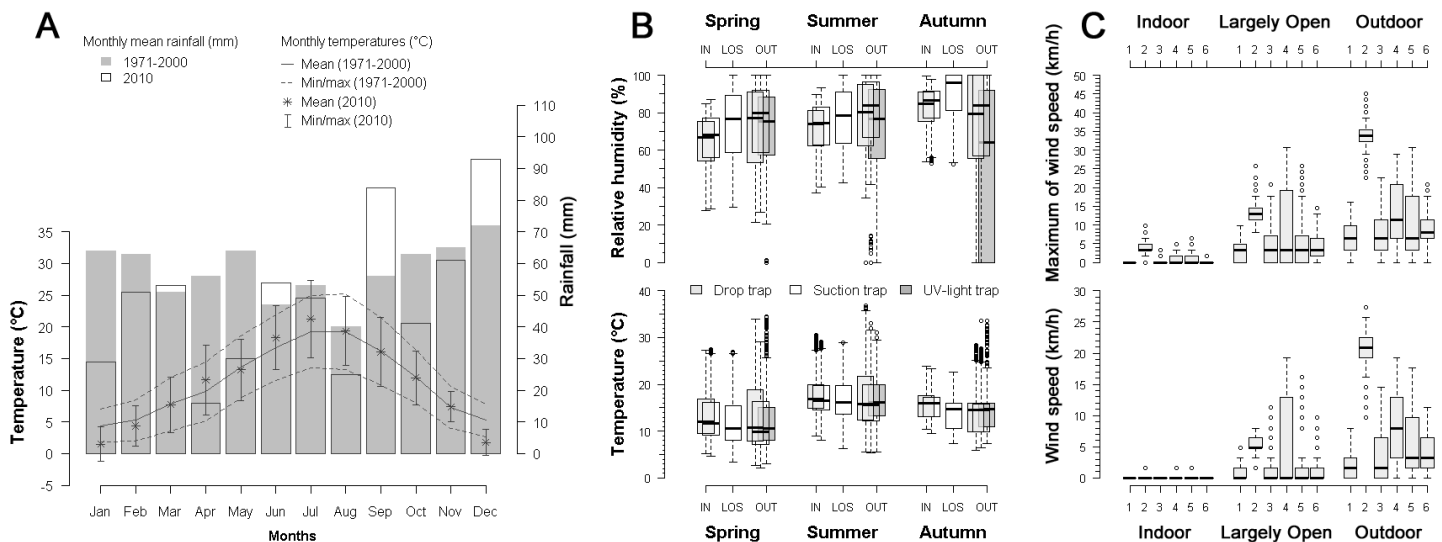 A
Monthly mean rainfall (mm)
1971-2000
2010
Monthly temperatures (°C)
Mean (1971-2000)
Min/max (1971-2000)
Mean (2010)
Min/max (2010)
Temperature (°C)
35
30
25
20
15
10
5
0
-5
110
100
90
80
70
60
50
40
30
20
10
0
Rainfall (mm)
Jan Feb Mar Apr May Jun Jul Aug Sep Oct Nov Dec
Months
B
Spring Summer Autumn
IN LOS OUT IN LOS OUT IN LOS OUT
Relative humidity (%)
100
80
60
40
20
0
Drop trap Suction trap UV-light trap
Temperature (°C)
40
30
20
10
0
IN LOS OUT IN LOS OUT IN LOS OUT
Spring Summer Autumn
C
Indoor Largely Open Outdoor
1 2 3 4 5 6 1 2 3 4 5 6 1 2 3 4 5 6
Maximum of wind speed (km/h)
50
45
40
35
30
25
20
15
10
5
0
Wind speed (km/h)
30
25
20
15
10
5
0
1 2 3 4 5 6 1 2 3 4 5 6 1 2 3 4 5 6
Indoor Largely Open Outdoor